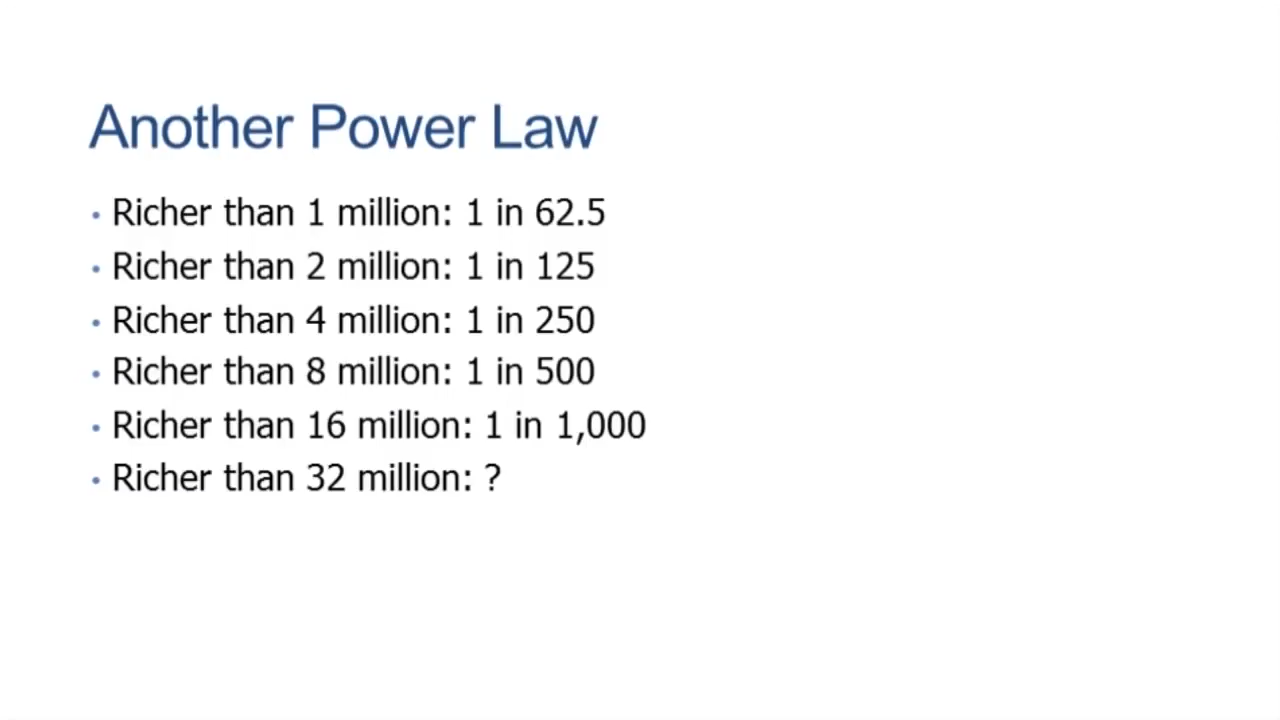 Another Power Law
• Richer than 1 million: 1 in 62.5
• Richer than 2 million: 1 in 125
• Richer than 4 million: 1 in 250
• Richer than 8 million: 1 in 500
• Richer than 16 million: 1 in 1,000
• Richer than 32 million: ?